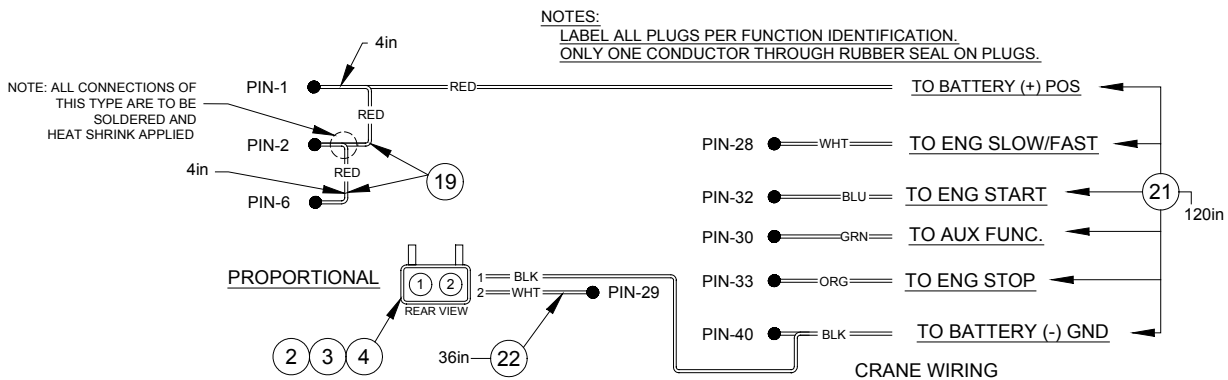 NOTES:
LABEL ALL PLUGS PER FUNCTION IDENTIFICATION.
ONLY ONE CONDUCTOR THROUGH RUBBER SEAL ON PLUGS.
4in
NOTE: ALL CONNECTIONS OF
THIS TYPE ARE TO BE
SOLDERED AND
HEAT SHRINK APPLIED
PIN-1
RED
TO BATTERY (+) POS
RED
PIN-2
RED
4in
19
PIN-6
PIN-28
WHT
TO ENG SLOW/FAST
PIN-32
BLU
TO ENG START
21
120in
PIN-30
GRN
TO AUX FUNC.
PIN-33
ORG
TO ENG STOP
PIN-40
BLK
TO BATTERY (-) GND
PROPORTIONAL
1
2
REAR VIEW
1
BLK
2
WHT
PIN-29
2
3
4
36in
22
CRANE WIRING